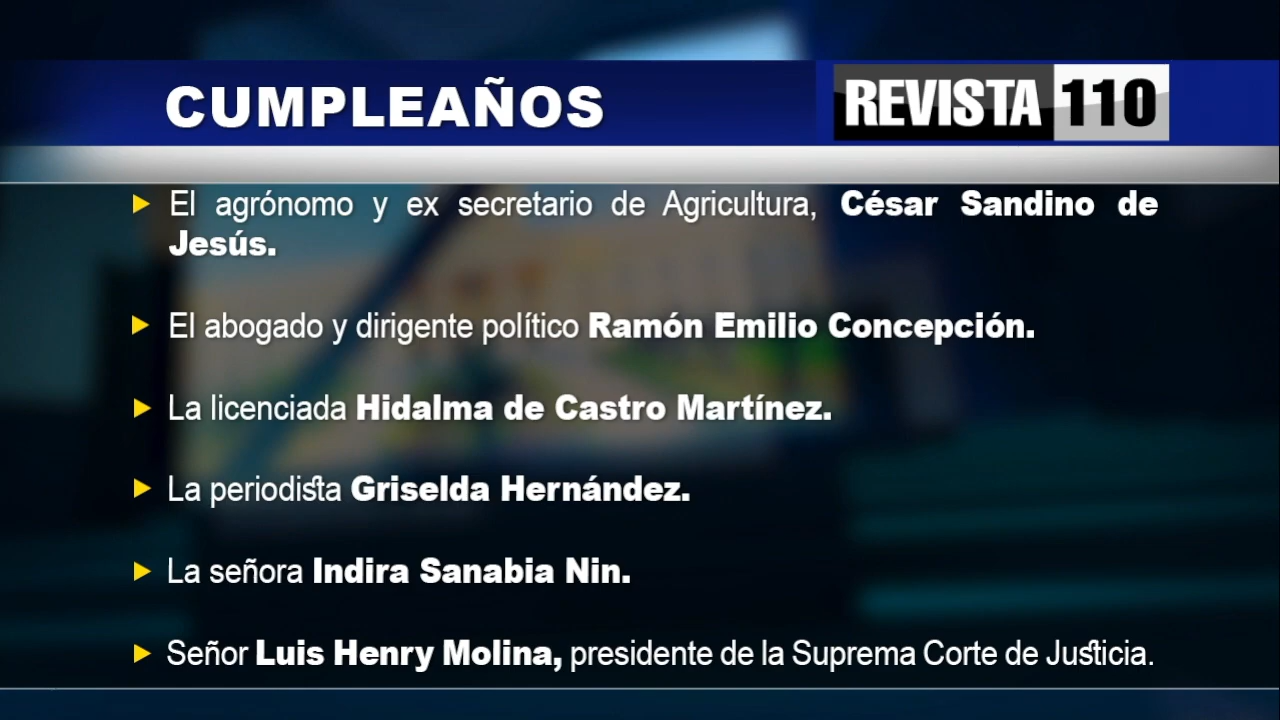 CUMPLEAÑOS
REVISTA 110
El agrónomo y ex secretario de Agricultura, César Sandino de
Jesús.
El abogado y dirigente político Ramón Emilio Concepción.
La licenciada Hidalma de Castro Martínez.
La periodista Griselda Hernández.
La señora Indira Sanabia Nin.
Señor Luis Henry Molina, presidente de la Suprema Corte de Justicia.